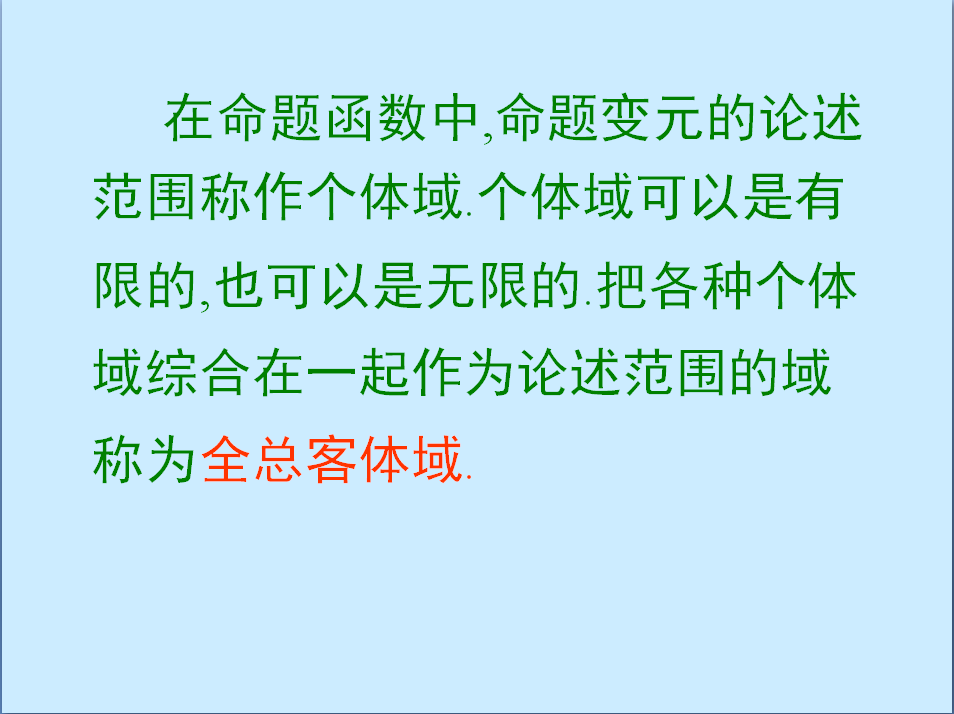 在命题函数中,命题变元的论述
范围称作个体域.个体域可以是有
限的,也可以是无限的.把各种个体
域综合在一起作为论述范围的域
称为全总客体域.